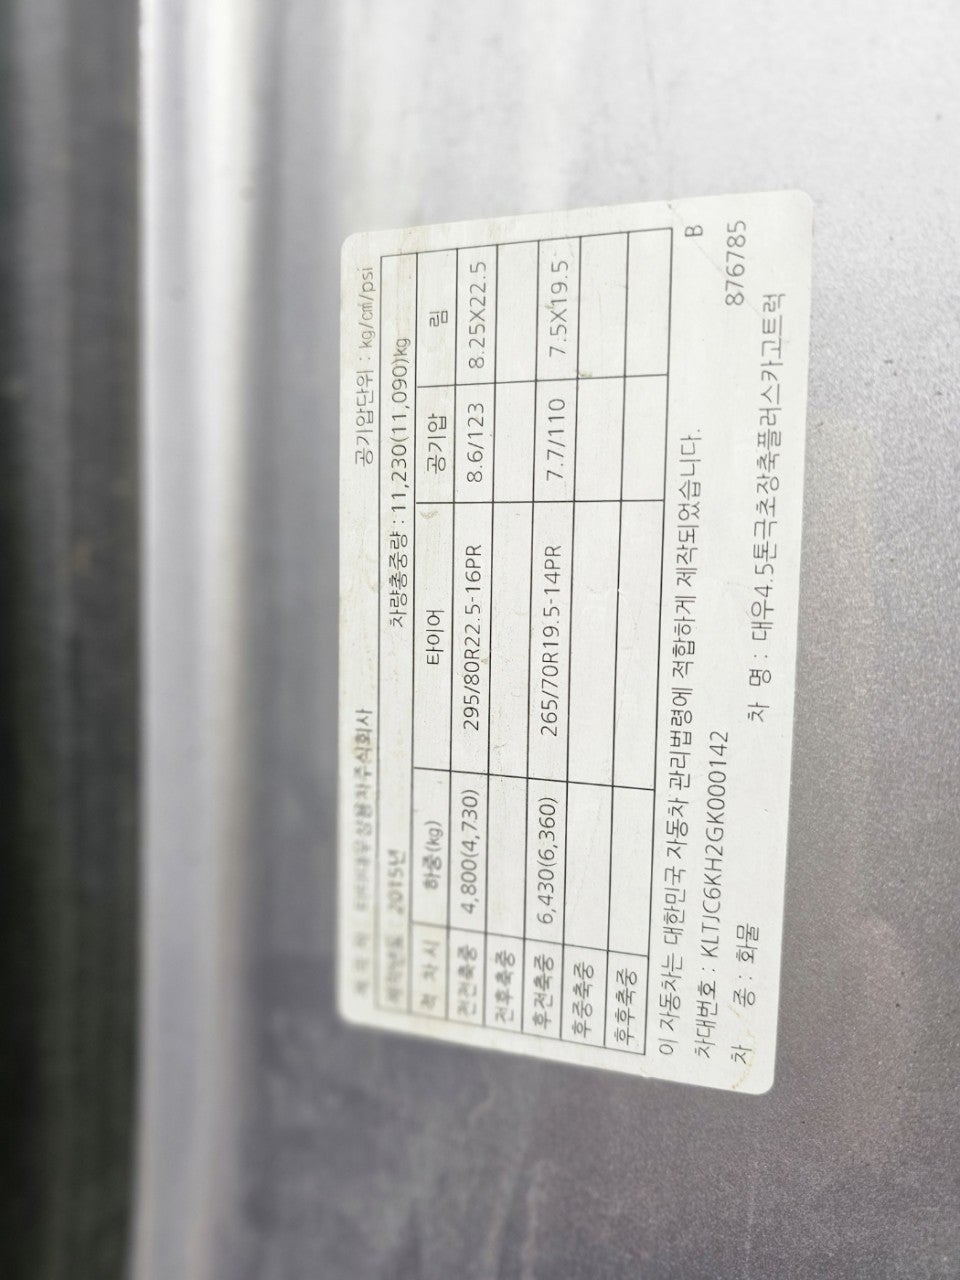 제 작 자 : 타타대우상용차주식회사 공기압단위 : kg/㎠/psi
제작년도 : 2015년 차량총중량 : 11,230(11,090)kg
적 차 시 하중(kg) 타이어 공기압 림
전전축중 4,800(4,730) 295/80R22.5-16PR 8.6/123 8.25X22.5
전후축중
후전축중 6,430(6,360) 265/70R19.5-14PR 7.7/110 7.5X19.5
후중축중
후후축중
이 자동차는 대한민국 자동차 관리법령에 적합하게 제작되었습니다. B
차대번호 : KLTJC6KH2GK000142 876785
차 종 : 화물 차 명 : 대우4.5톤극초장축플러스카고트럭